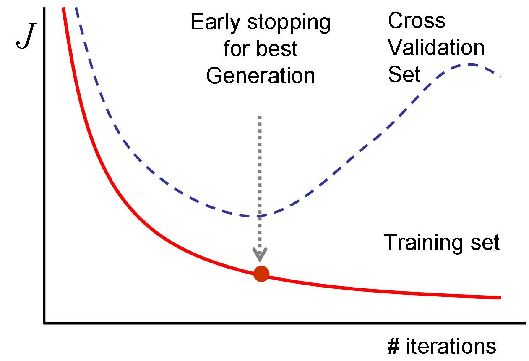 J
Early stopping
for best
Generation
Cross
Validation
Set
Training set
# iterations